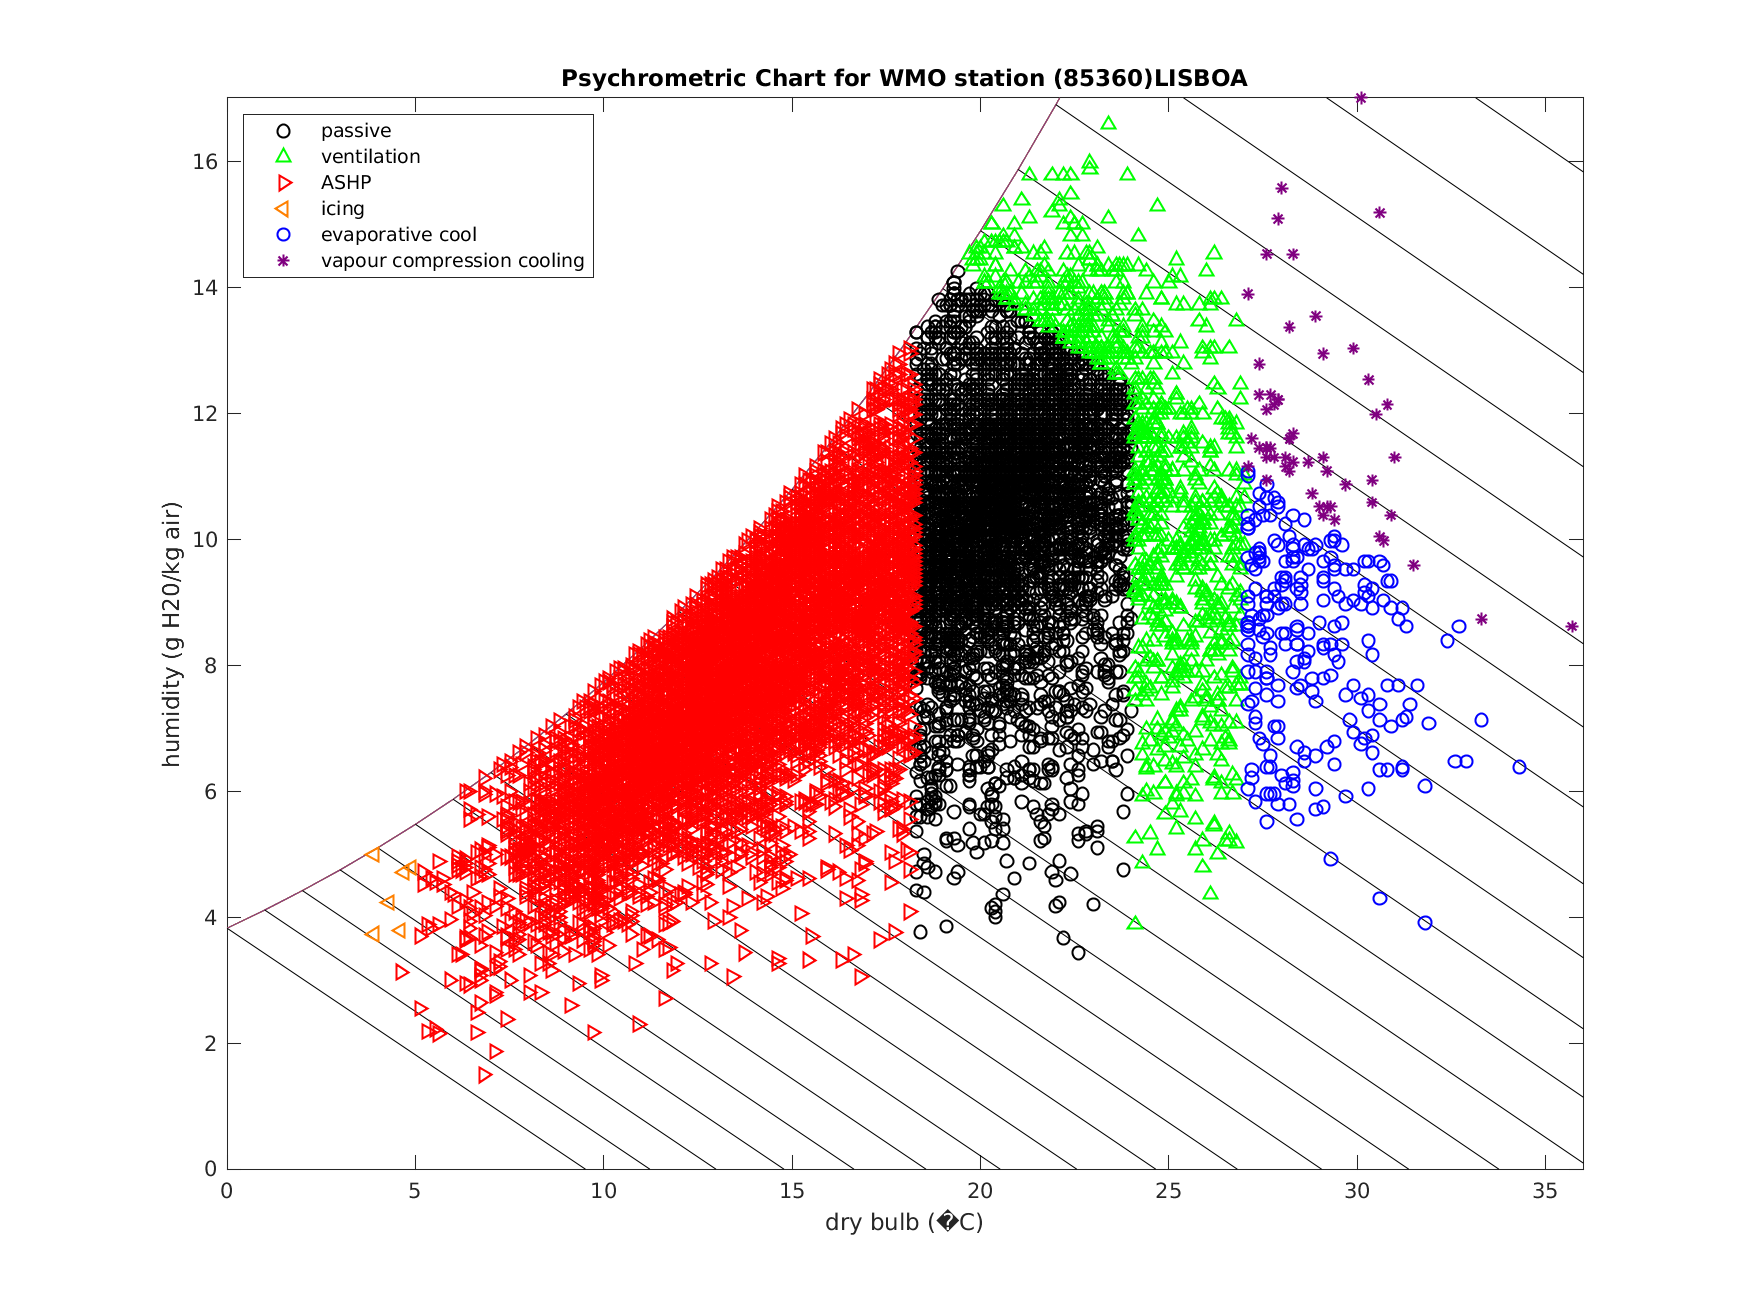 Psychrometric Chart for WMO station (85360)LISBOA
passive
ventilation
ASHP
icing
evaporative cool
vapour compression cooling
humidity (g H20/kg air)
16
14
12
10
8
6
4
2
0
0 5 10 15 20 25 30 35
dry bulb (�C)